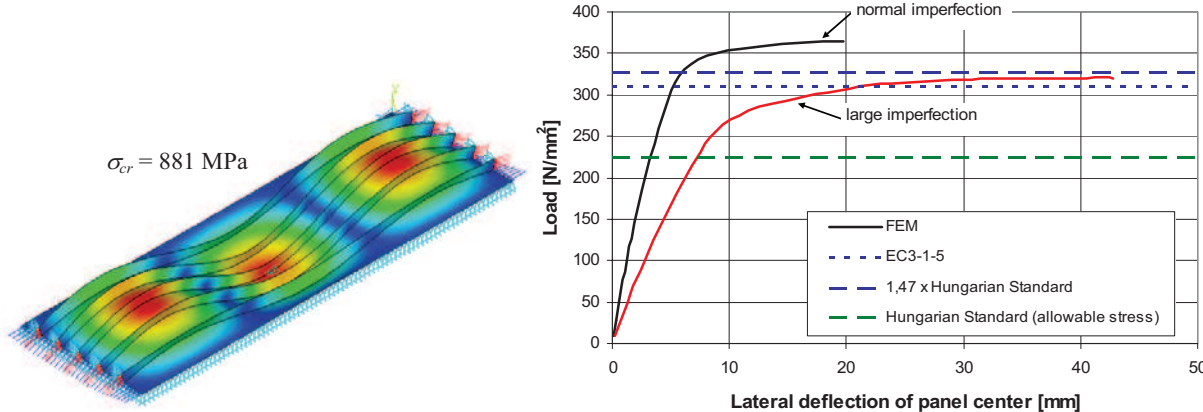 σcr = 881 MPa
400
350
300
250
200
150
100
50
0
Load [N/mm²]
normal imperfection
large imperfection
FEM
EC3-1-5
1,47 x Hungarian Standard
Hungarian Standard (allowable stress)
0 10 20 30 40 50
Lateral deflection of panel center [mm]